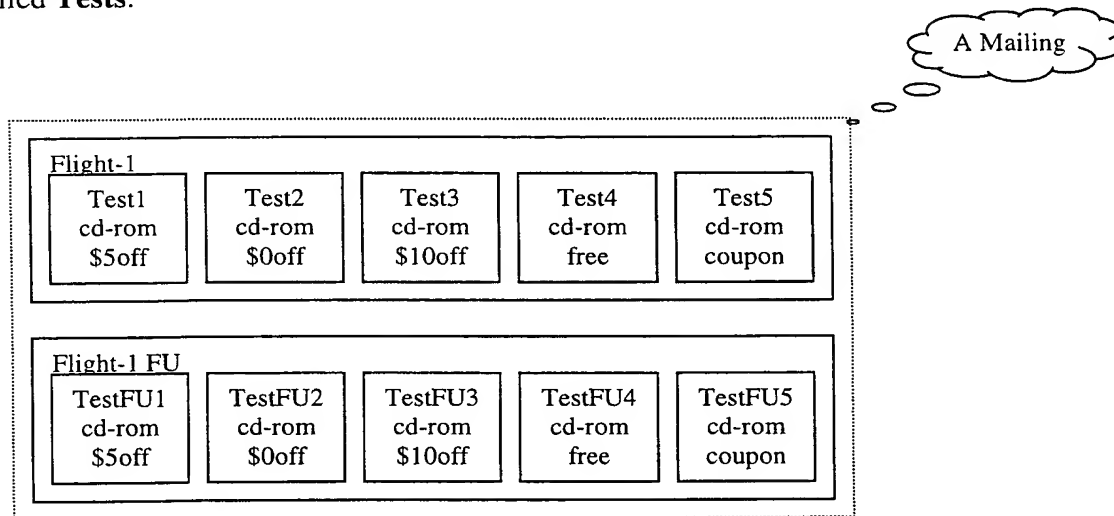 Tests.
A Mailing
Flight-1
Test1 Test2 Test3 Test4 Test5
cd-rom cd-rom cd-rom cd-rom cd-rom
$5off $0off $10off free coupon
Flight-1 FU
TestFU1 TestFU2 TestFU3 TestFU4 TestFU5
cd-rom cd-rom cd-rom cd-rom cd-rom
$5off $0off $10off free coupon